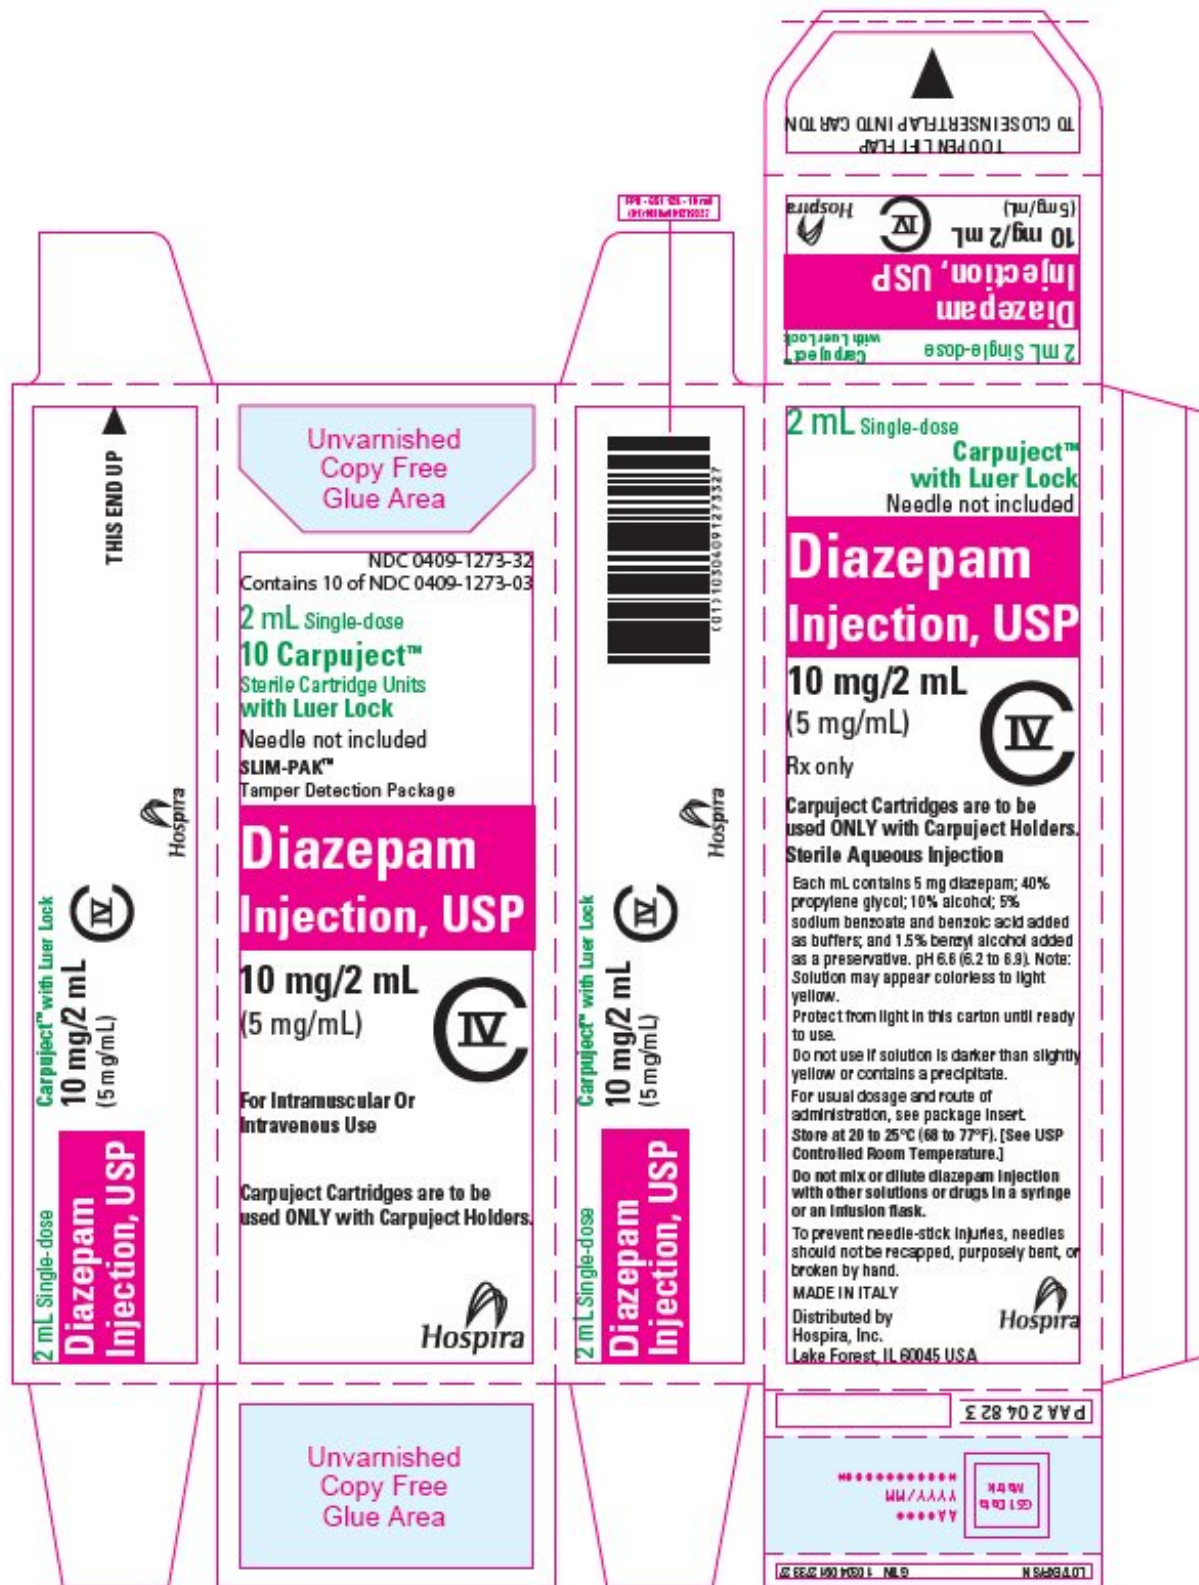 TO OPEN LIFT FLAP
TO CLOSE INSERT FLAP INTO CARTON
2 mL Single-dose
Carpuject™
with Luer Lock
Diazepam
Injection, USP
10 mg/2 mL
(5 mg/mL)
CIV
Hospira
THIS END UP
2 mL Single-dose
Carpuject™ with Luer Lock
Diazepam
Injection, USP
10 mg/2 mL
(5 mg/mL)
CIV
Hospira
Unvarnished
Copy Free
Glue Area
NDC 0409-1273-32
Contains 10 of NDC 0409-1273-03
2 mL Single-dose
10 Carpuject™
Sterile Cartridge Units
with Luer Lock
Needle not included
SLIM-PAK™
Tamper Detection Package
Diazepam
Injection, USP
10 mg/2 mL
(5 mg/mL)
CIV
For Intramuscular Or
Intravenous Use
Carpuject Cartridges are to be
used ONLY with Carpuject Holders.
Hospira
Unvarnished
Copy Free
Glue Area
(01)10304091273327
2 mL Single-dose
Carpuject™ with Luer Lock
Diazepam
Injection, USP
10 mg/2 mL
(5 mg/mL)
CIV
Hospira
2 mL Single-dose
Carpuject™
with Luer Lock
Needle not included
Diazepam
Injection, USP
10 mg/2 mL
(5 mg/mL)
CIV
Rx only
Carpuject Cartridges are to be
used ONLY with Carpuject Holders.
Sterile Aqueous Injection
Each mL contains 5 mg diazepam; 40%
propylene glycol; 10% alcohol; 5%
sodium benzoate and benzoic acid added
as buffers; and 1.5% benzyl alcohol added
as a preservative. pH 6.6 (6.2 to 6.9). Note:
Solution may appear colorless to light
yellow.
Protect from light in this carton until ready
to use.
Do not use if solution is darker than slightly
yellow or contains a precipitate.
For usual dosage and route of
administration, see package insert.
Store at 20 to 25°C (68 to 77°F). [See USP
Controlled Room Temperature.]
Do not mix or dilute diazepam injection
with other solutions or drugs in a syringe
or an infusion flask.
To prevent needle-stick injuries, needles
should not be recapped, purposely bent, or
broken by hand.
MADE IN ITALY
Distributed by
Hospira, Inc.
Lake Forest, IL 60045 USA
Hospira
PAA204823
GS1 Data
Matrix
YYYY/MM
GTIN 10304091273327